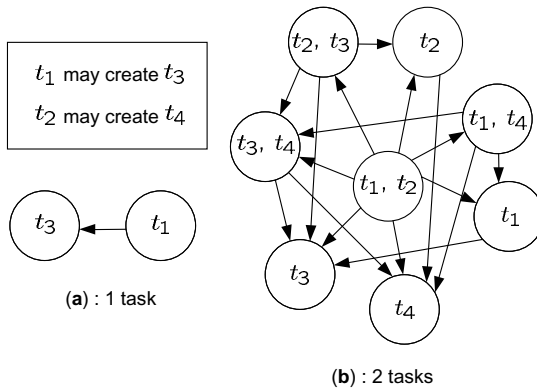 t₁ may create t₃
t₂ may create t₄
t₃
t₁
(a) : 1 task
t₂, t₃
t₂
t₁, t₄
t₃, t₄
t₁, t₂
t₁
t₃
t₄
(b) : 2 tasks